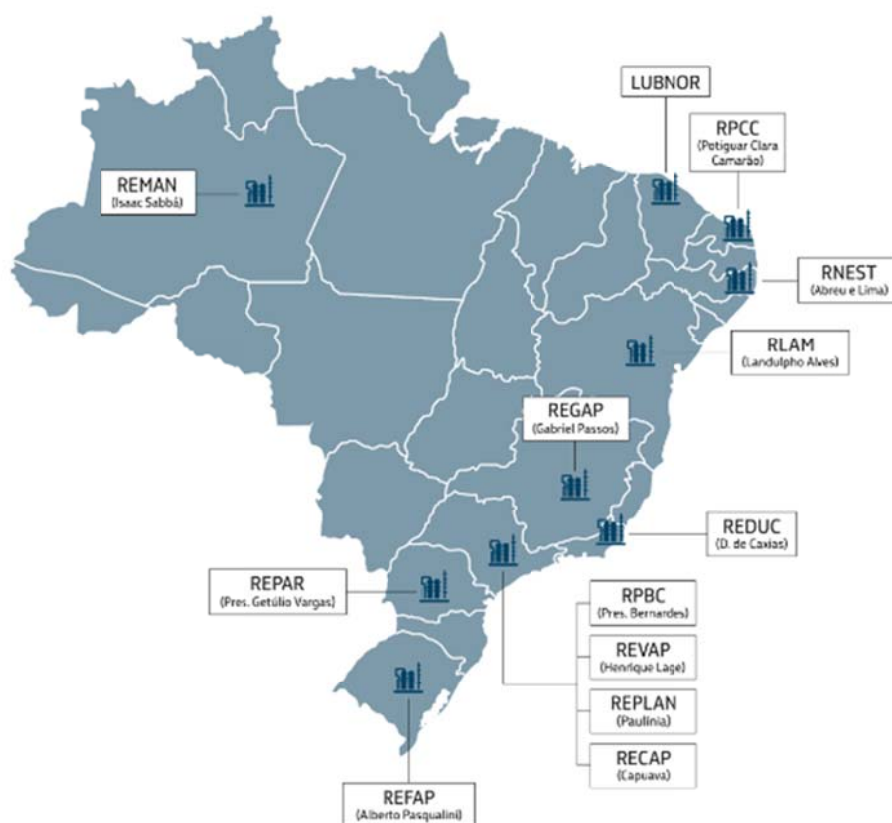 LUBNOR
RPCC
(Potiguar Clara
Camarão)
REMAN
(Isaac Sabbá)
RNEST
(Abreu e Lima)
RLAM
(Landulpho Alves)
REGAP
(Gabriel Passos)
REDUC
(D. de Caxias)
REPAR
(Pres. Getúlio Vargas)
RPBC
(Pres. Bernardes)
REVAP
(Henrique Lage)
REPLAN
(Paulínia)
RECAP
(Capuava)
REFAP
(Alberto Pasqualini)